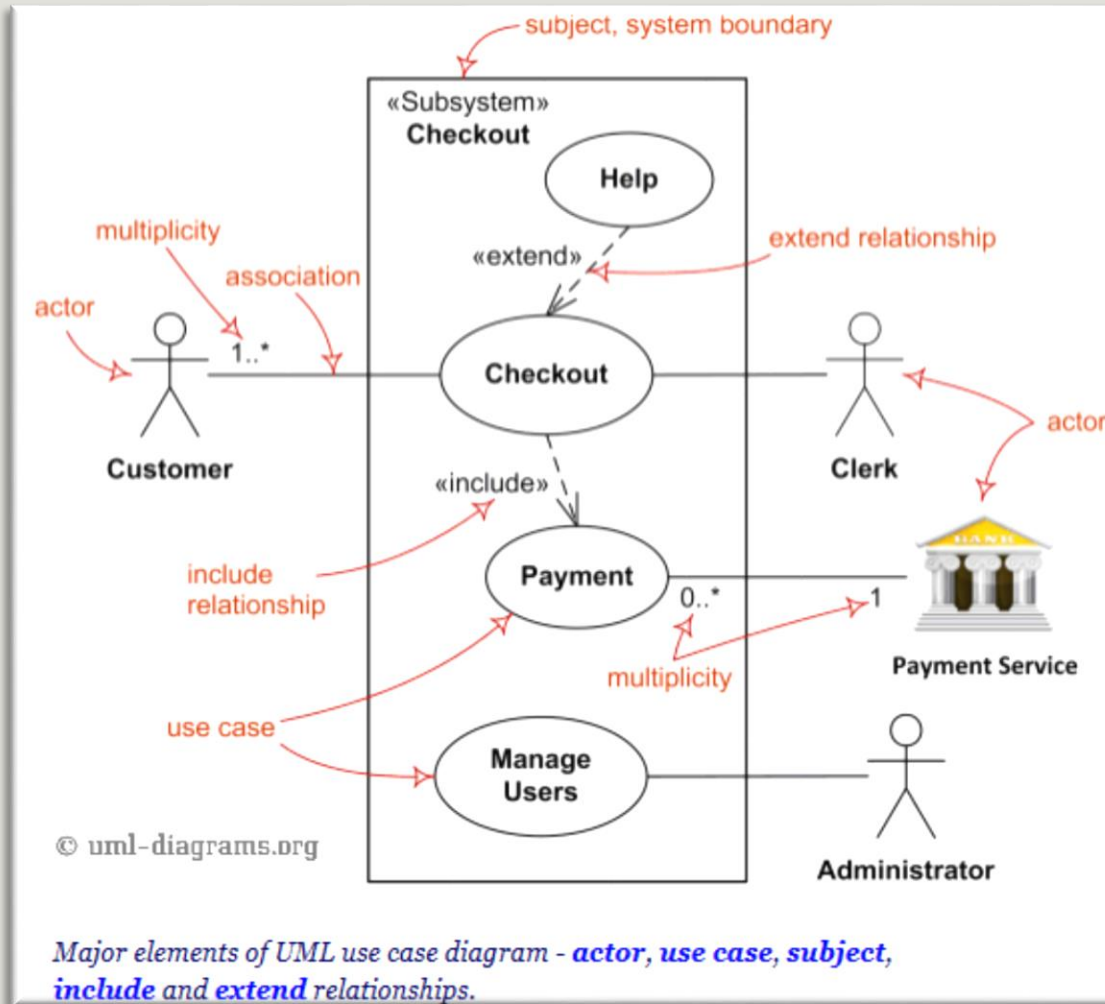 subject, system boundary
«Subsystem»
Checkout
Help
multiplicity
«extend»
extend relationship
association
actor
1..*
Checkout
actor
Customer
Clerk
«include»
BANK
include
relationship
Payment
0..*
1
multiplicity
Payment Service
use case
Manage
Users
© uml-diagrams.org
Administrator
Major elements of UML use case diagram - actor, use case, subject,
include and extend relationships.